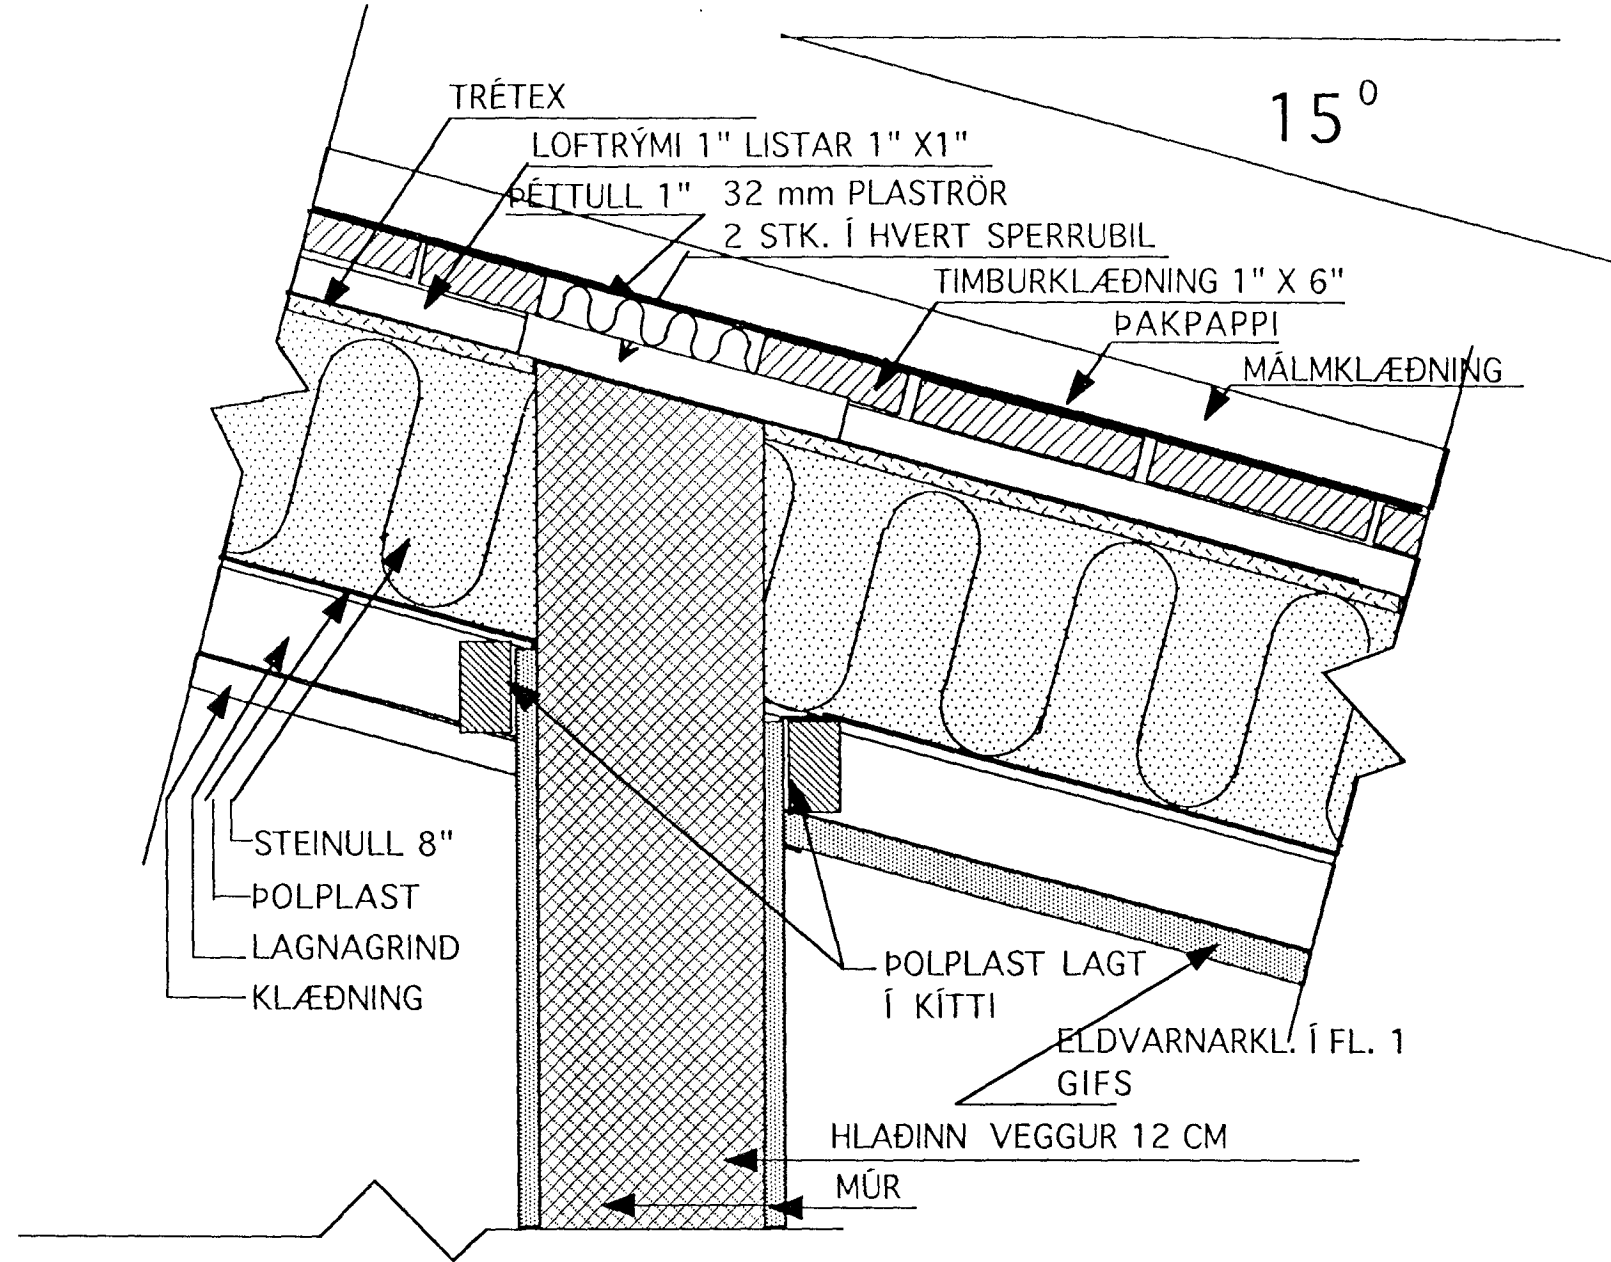 15°
TRÉTEX
LOFTRÝMI 1" LISTAR 1" X1"
ÞÉTTULL 1" 32 mm PLASTRÖR
2 STK. Í HVERT SPERRUBIL
TIMBURKLÆÐNING 1" X 6"
ÞAKPAPPI
MÁLMKLÆÐNING
STEINULL 8"
ÞOLPLAST
LAGNAGRIND
KLÆÐNING
ÞOLPLAST LAGT
Í KÍTTI
ELDVARNARKL. Í FL. 1
GIFS
HLAÐINN VEGGUR 12 CM
MÚR